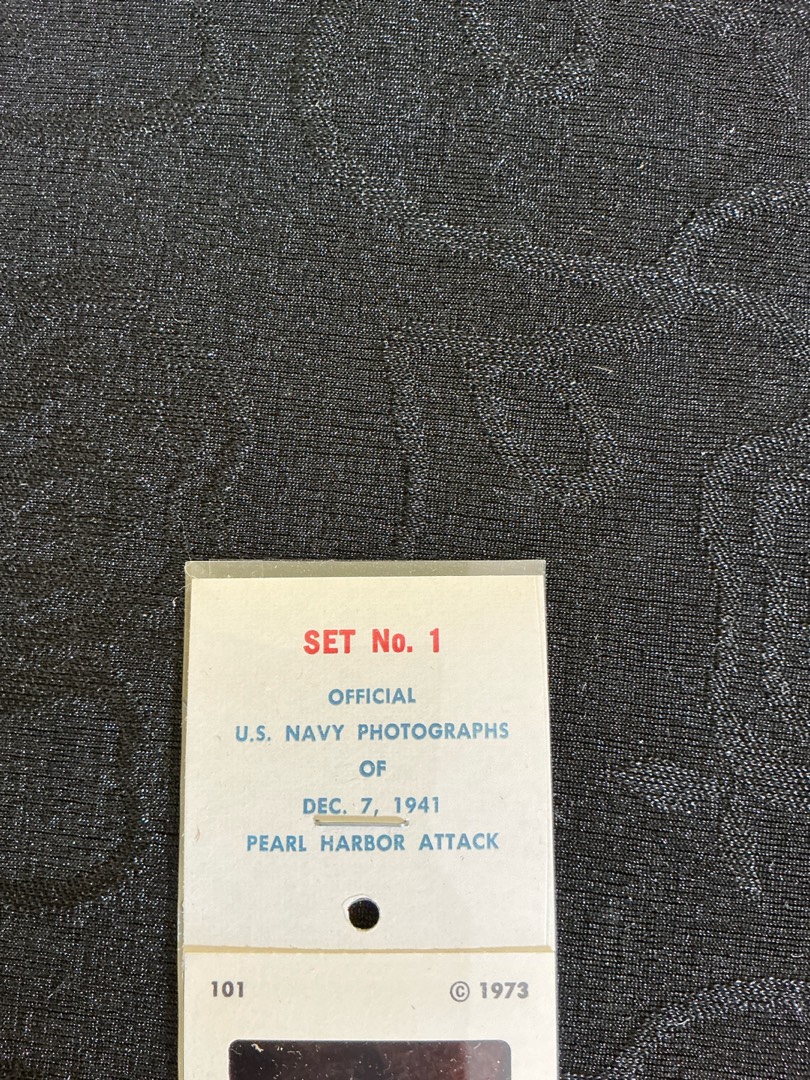 SET No. 1
OFFICIAL
U.S. NAVY PHOTOGRAPHS
OF
DEC. 7, 1941
PEARL HARBOR ATTACK
101 © 1973